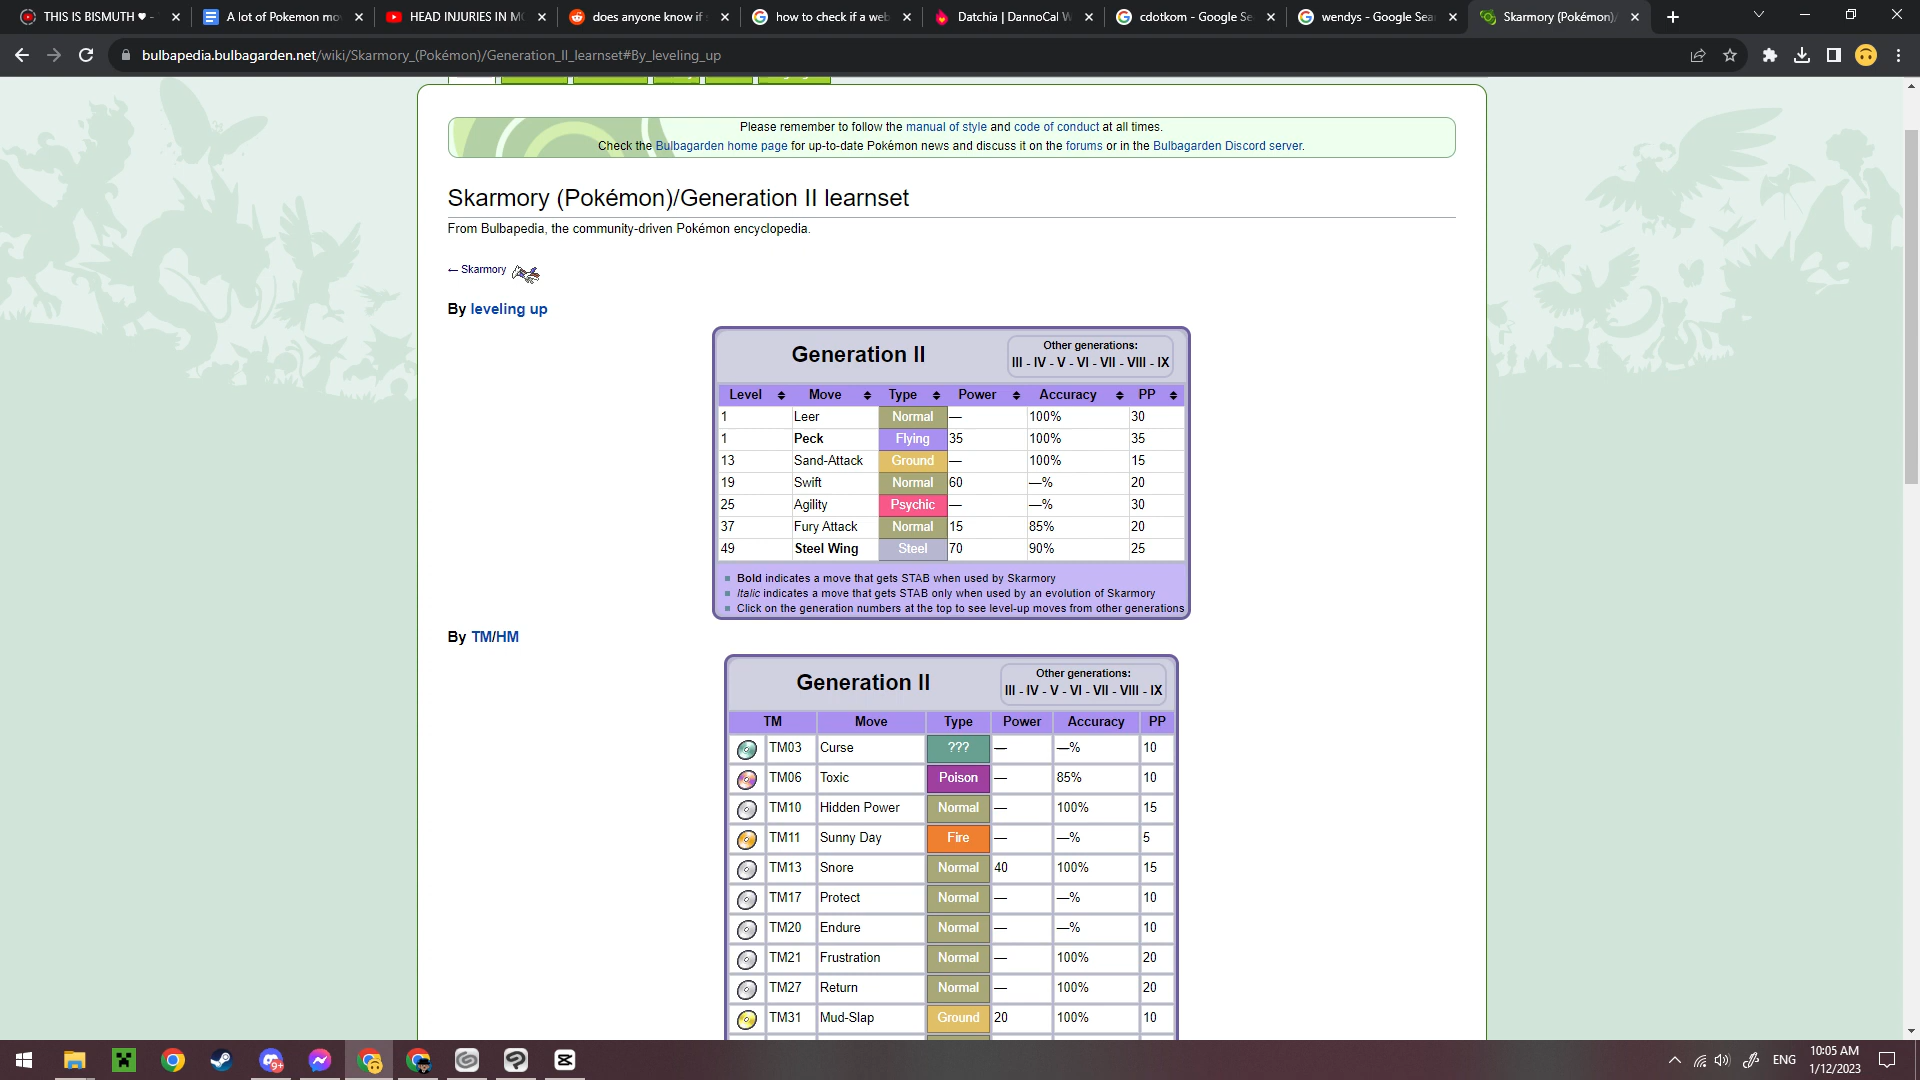 THIS IS BISMUTH ♥ -
A lot of Pokemon mo
HEAD INJURIES IN M
does anyone know if
how to check if a web
Datchia | DannoCal W
cdotkom - Google Se
wendys - Google Sear
Skarmory (Pokémon)/
bulbapedia.bulbagarden.net/wiki/Skarmory_(Pokémon)/Generation_II_learnset#By_leveling_up
Please remember to follow the manual of style and code of conduct at all times.
Check the Bulbagarden home page for up-to-date Pokémon news and discuss it on the forums or in the Bulbagarden Discord server.
Skarmory (Pokémon)/Generation II learnset
From Bulbapedia, the community-driven Pokémon encyclopedia.
← Skarmory
By leveling up
Generation II
Other generations:
III - IV - V - VI - VII - VIII - IX
Level Move Type Power Accuracy PP
1 Leer Normal — 100% 30
1 Peck Flying 35 100% 35
13 Sand-Attack Ground — 100% 15
19 Swift Normal 60 —% 20
25 Agility Psychic — —% 30
37 Fury Attack Normal 15 85% 20
49 Steel Wing Steel 70 90% 25
Bold indicates a move that gets STAB when used by Skarmory
Italic indicates a move that gets STAB only when used by an evolution of Skarmory
Click on the generation numbers at the top to see level-up moves from other generations
By TM/HM
Generation II
Other generations:
III - IV - V - VI - VII - VIII - IX
TM Move Type Power Accuracy PP
TM03 Curse ??? — —% 10
TM06 Toxic Poison — 85% 10
TM10 Hidden Power Normal — 100% 15
TM11 Sunny Day Fire — —% 5
TM13 Snore Normal 40 100% 15
TM17 Protect Normal — —% 10
TM20 Endure Normal — —% 10
TM21 Frustration Normal — 100% 20
TM27 Return Normal — 100% 20
TM31 Mud-Slap Ground 20 100% 10
9+
ENG
10:05 AM
1/12/2023